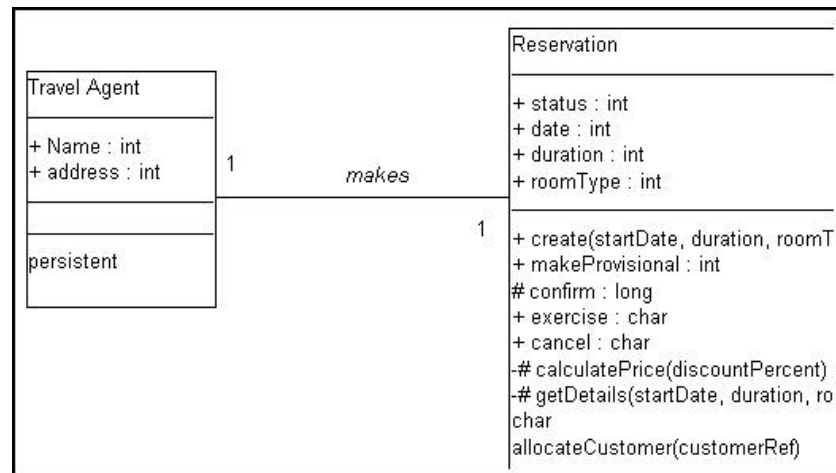 Travel Agent
+ Name : int
+ address : int
persistent
1
makes
1
Reservation
+ status : int
+ date : int
+ duration : int
+ roomType : int
+ create(startDate, duration, roomT
+ makeProvisional : int
# confirm : long
+ exercise : char
+ cancel : char
-# calculatePrice(discountPercent)
-# getDetails(startDate, duration, ro
char
allocateCustomer(customerRef)